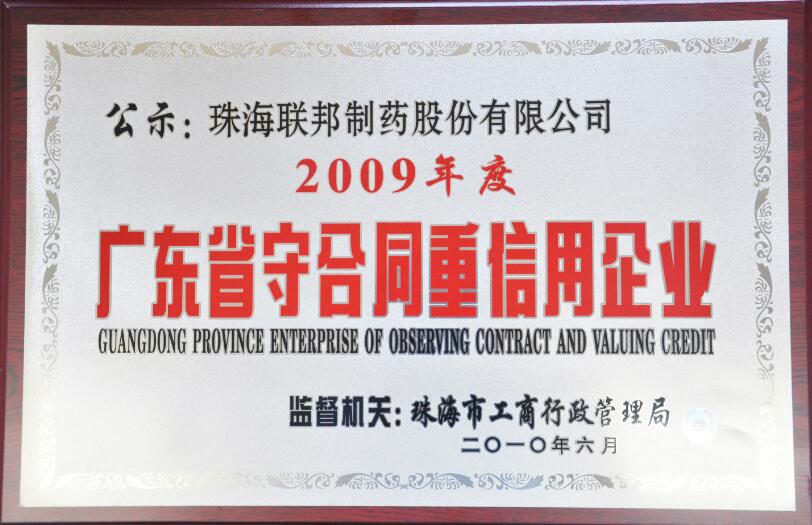 公示：珠海联邦制药股份有限公司
2009年度
广东省守合同重信用企业
GUANGDONG PROVINCE ENTERPRISE OF OBSERVING CONTRACT AND VALUING CREDIT
监督机关：珠海市工商行政管理局
二〇一〇年六月